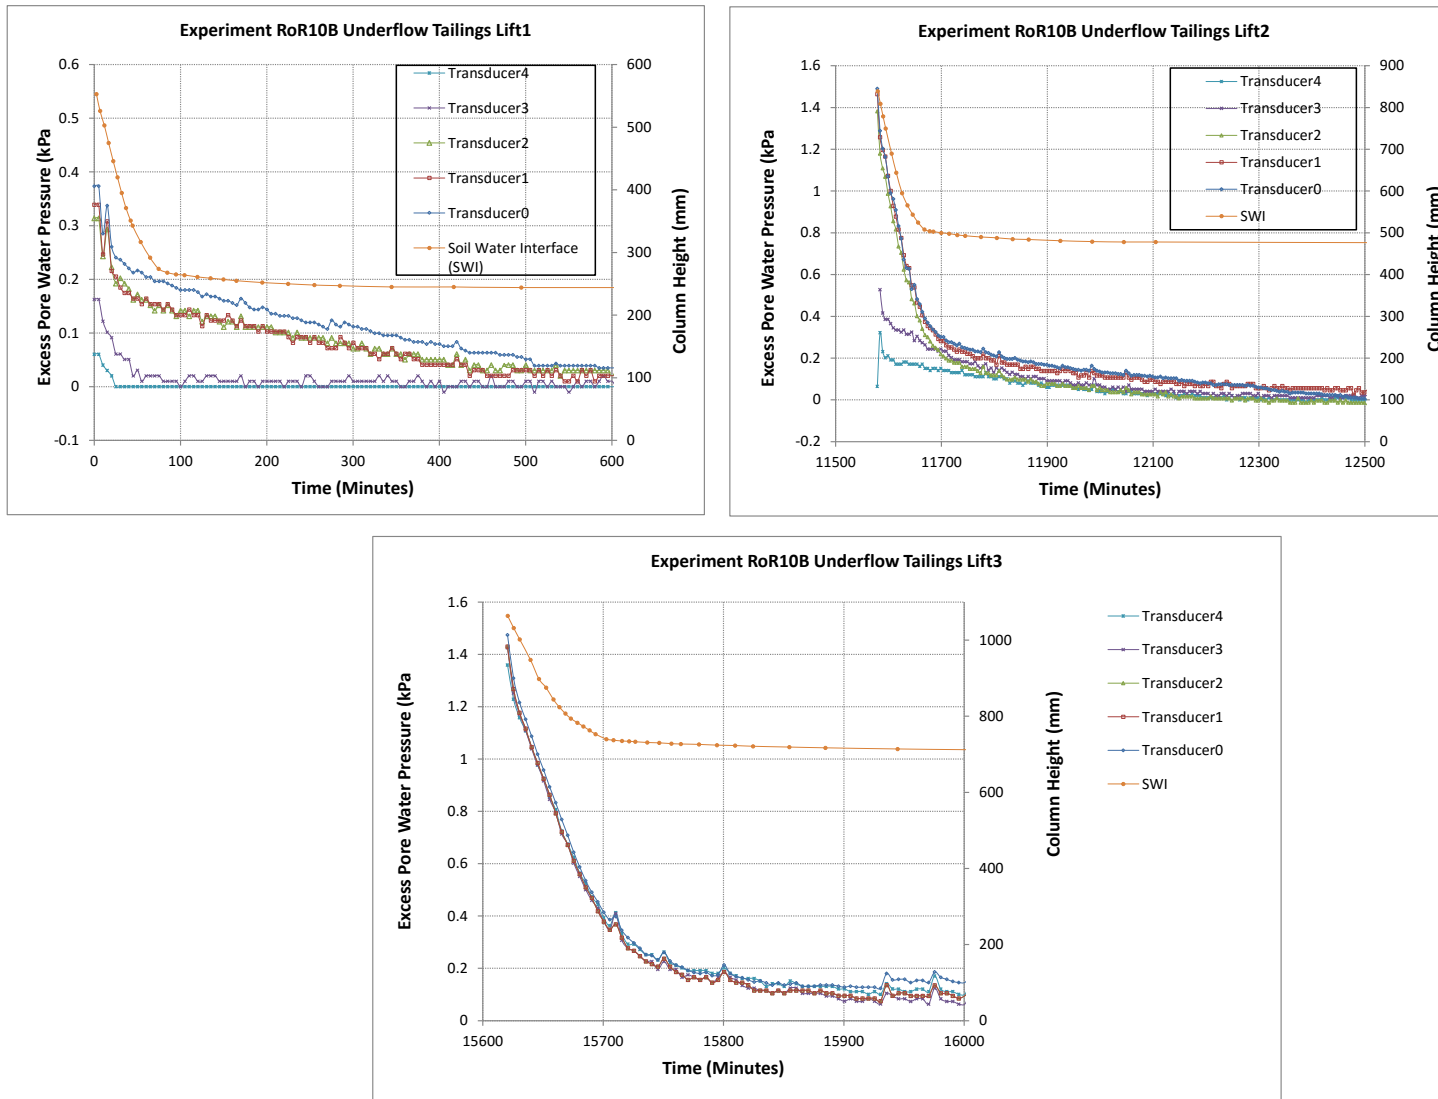 Experiment RoR10B Underflow Tailings Lift1
Excess Pore Water Pressure (kPa
0.6
0.5
0.4
0.3
0.2
0.1
0
-0.1
Transducer4
Transducer3
Transducer2
Transducer1
Transducer0
Soil Water Interface
(SWI)
600
500
400
300
200
100
0
Column Height (mm)
0 100 200 300 400 500 600
Time (Minutes)
Experiment RoR10B Underflow Tailings Lift2
Excess Pore Water Pressure (kPa
1.6
1.4
1.2
1
0.8
0.6
0.4
0.2
0
-0.2
Transducer4
Transducer3
Transducer2
Transducer1
Transducer0
SWI
900
800
700
600
500
400
300
200
100
0
Column Height (mm)
11500 11700 11900 12100 12300 12500
Time (Minutes)
Experiment RoR10B Underflow Tailings Lift3
Excess Pore Water Pressure (kPa
1.6
1.4
1.2
1
0.8
0.6
0.4
0.2
0
1000
800
600
400
200
0
Column Height (mm)
Transducer4
Transducer3
Transducer2
Transducer1
Transducer0
SWI
15600 15700 15800 15900 16000
Time (Minutes)